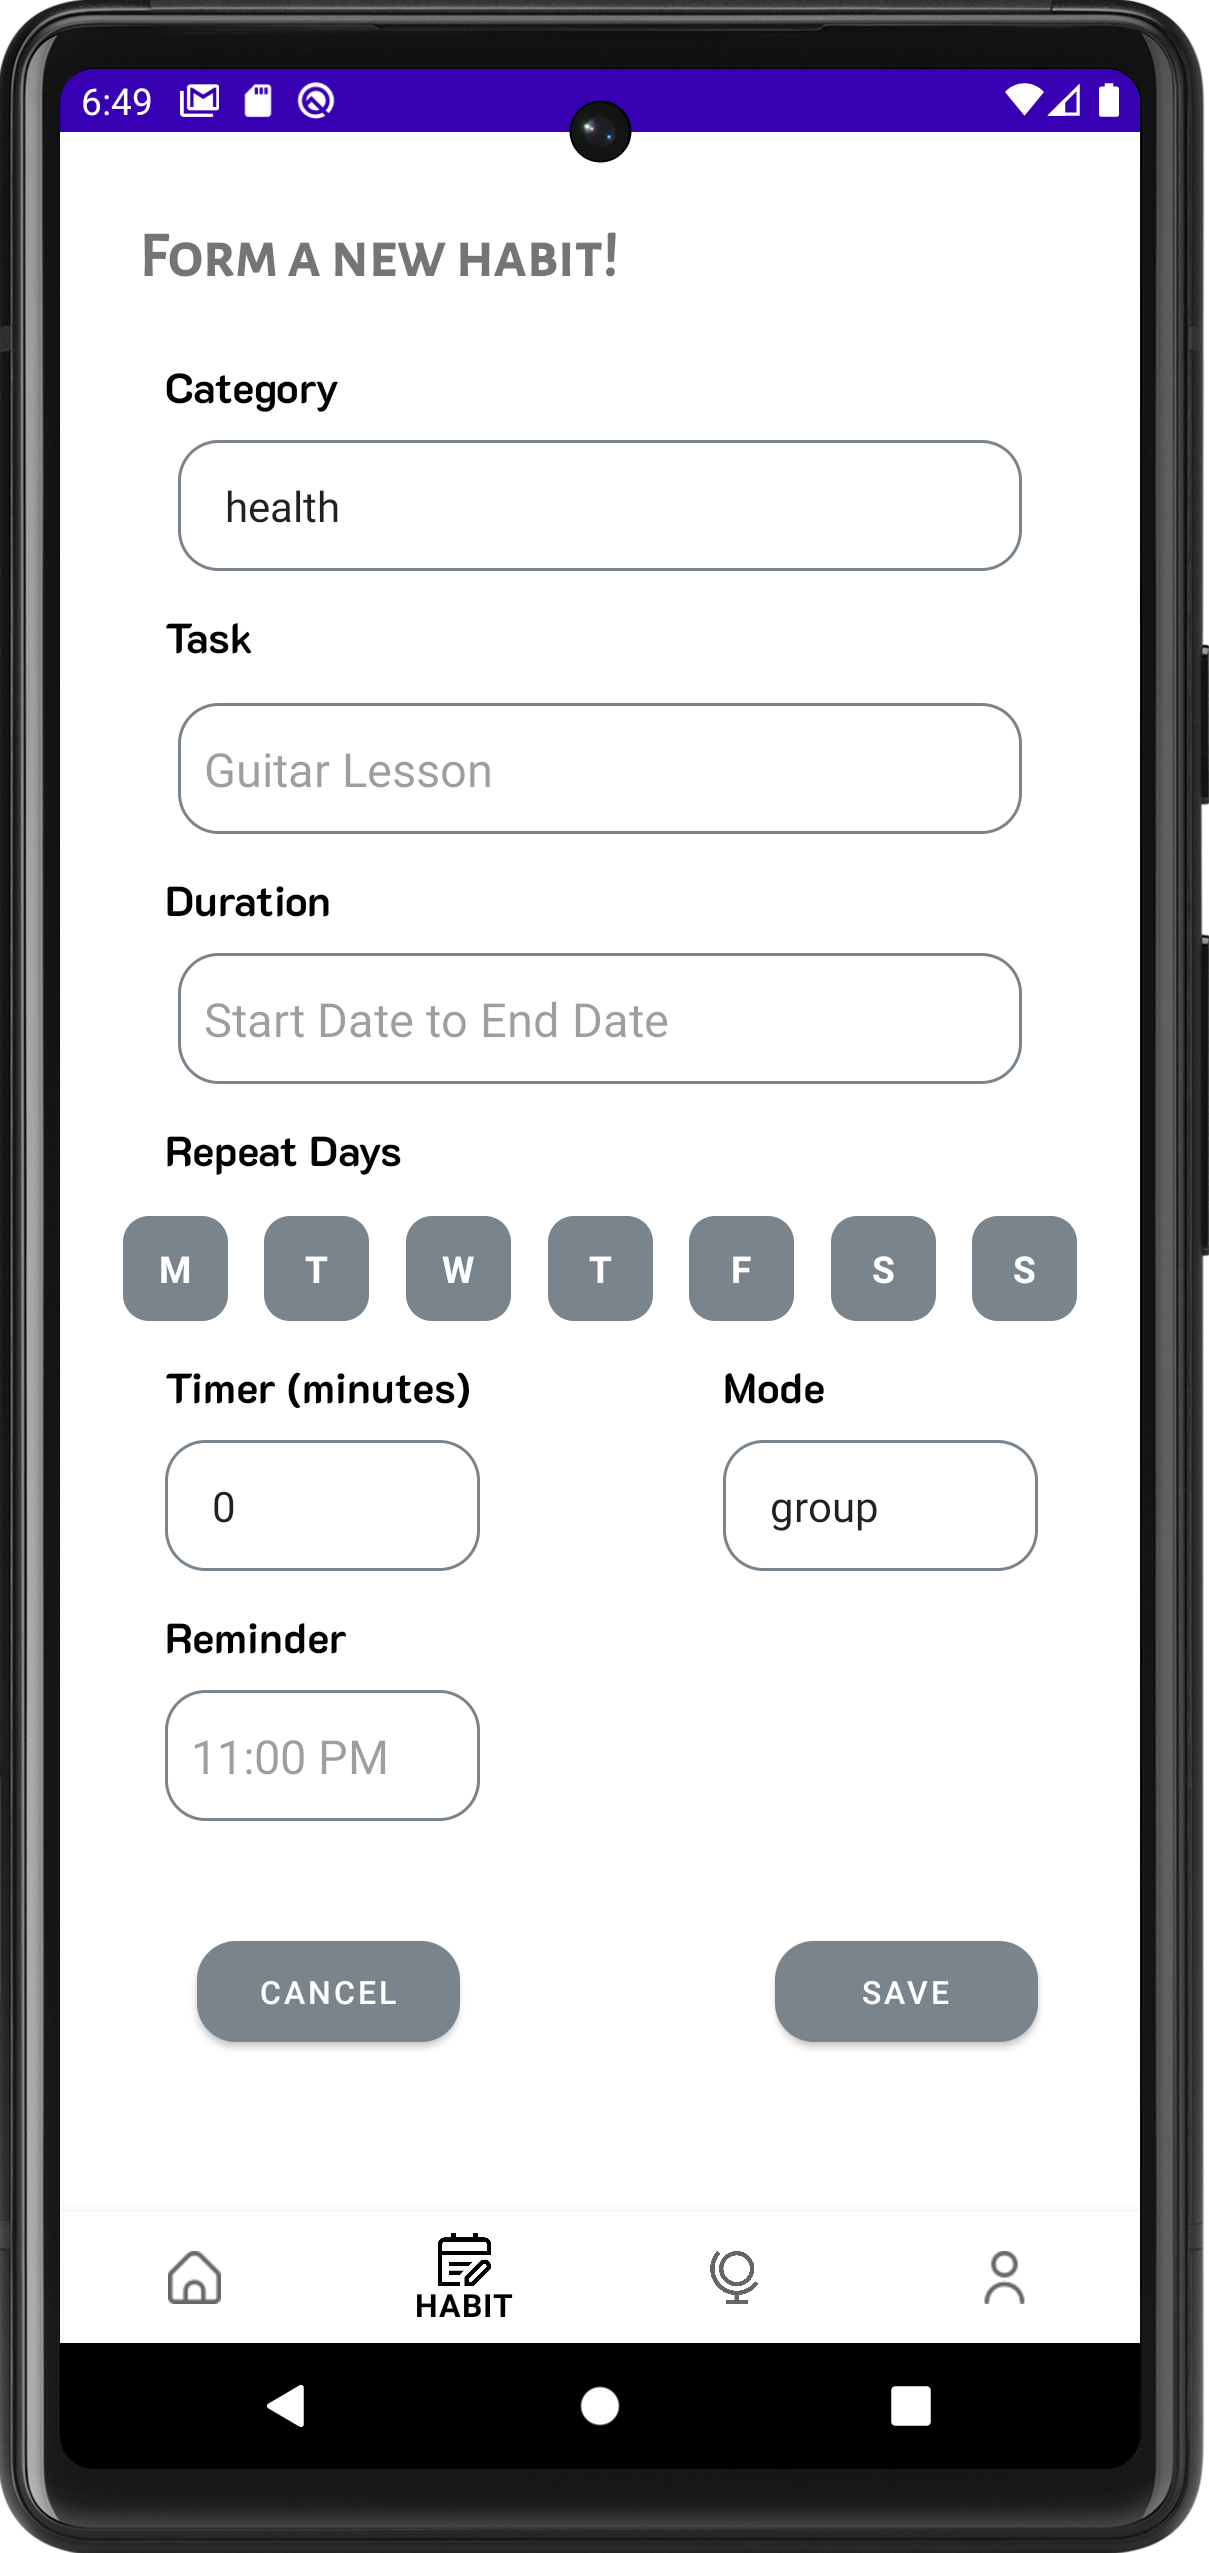 6:49
Form a new habit!
Category
health
Task
Guitar Lesson
Duration
Start Date to End Date
Repeat Days
M T W T F S S
Timer (minutes) Mode
0 group
Reminder
11:00 PM
CANCEL SAVE
HABIT